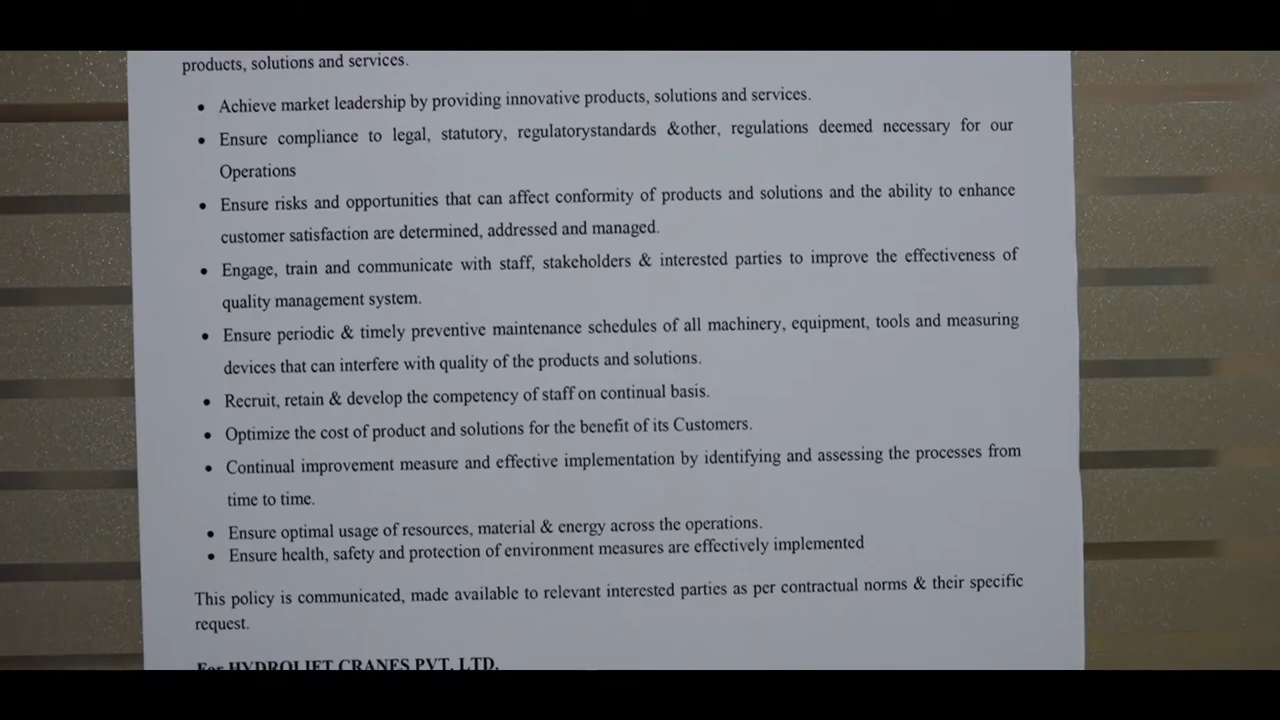 products, solutions and services.
• Achieve market leadership by providing innovative products, solutions and services.
• Ensure compliance to legal, statutory, regulatorystandards &other, regulations deemed necessary for our
Operations
• Ensure risks and opportunities that can affect conformity of products and solutions and the ability to enhance
customer satisfaction are determined, addressed and managed.
• Engage, train and communicate with staff, stakeholders & interested parties to improve the effectiveness of
quality management system.
• Ensure periodic & timely preventive maintenance schedules of all machinery, equipment, tools and measuring
devices that can interfere with quality of the products and solutions.
• Recruit, retain & develop the competency of staff on continual basis.
• Optimize the cost of product and solutions for the benefit of its Customers.
• Continual improvement measure and effective implementation by identifying and assessing the processes from
time to time.
• Ensure optimal usage of resources, material & energy across the operations.
• Ensure health, safety and protection of environment measures are effectively implemented
This policy is communicated, made available to relevant interested parties as per contractual norms & their specific
request.
For HYDROLIFT CRANES PVT. LTD.